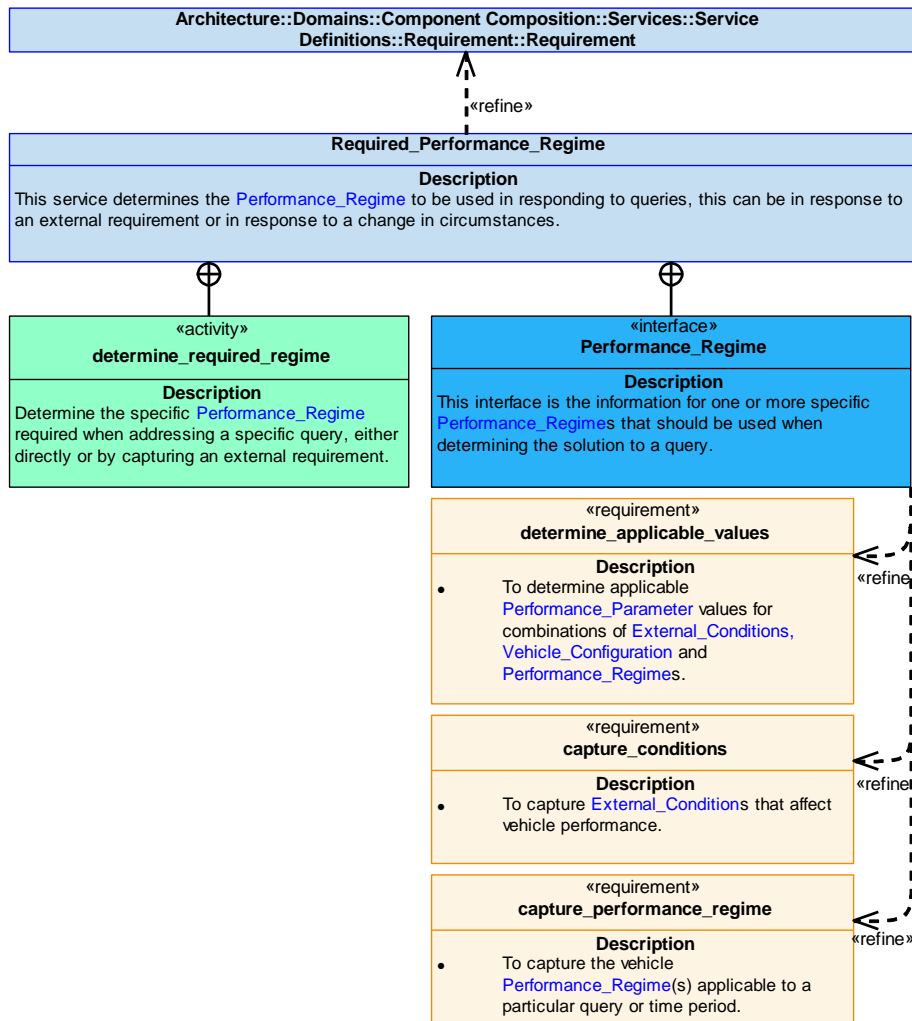 Architecture::Domains::Component Composition::Services::Service
Definitions::Requirement::Requirement
«refine»
Required_Performance_Regime
Description
This service determines the Performance_Regime to be used in responding to queries, this can be in response to
an external requirement or in response to a change in circumstances.
«activity»
determine_required_regime
Description
Determine the specific Performance_Regime
required when addressing a specific query, either
directly or by capturing an external requirement.
«interface»
Performance_Regime
Description
This interface is the information for one or more specific
Performance_Regimes that should be used when
determining the solution to a query.
«requirement»
determine_applicable_values
Description
• To determine applicable
Performance_Parameter values for
combinations of External_Conditions,
Vehicle_Configuration and
Performance_Regimes.
«refine
«requirement»
capture_conditions
Description
• To capture External_Conditions that affect
vehicle performance.
«refine
«requirement»
capture_performance_regime
Description
• To capture the vehicle
Performance_Regime(s) applicable to a
particular query or time period.
«refine»